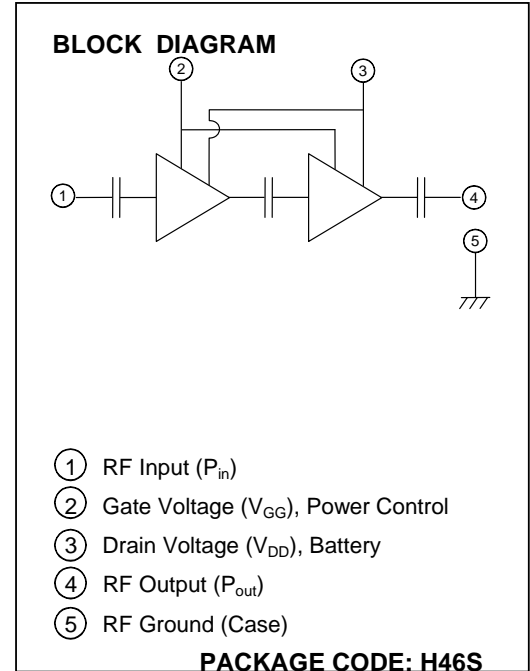 BLOCK DIAGRAM
2
3
1
4
5
1 RF Input (Pin)
2 Gate Voltage (VGG), Power Control
3 Drain Voltage (VDD), Battery
4 RF Output (Pout)
5 RF Ground (Case)
PACKAGE CODE: H46S